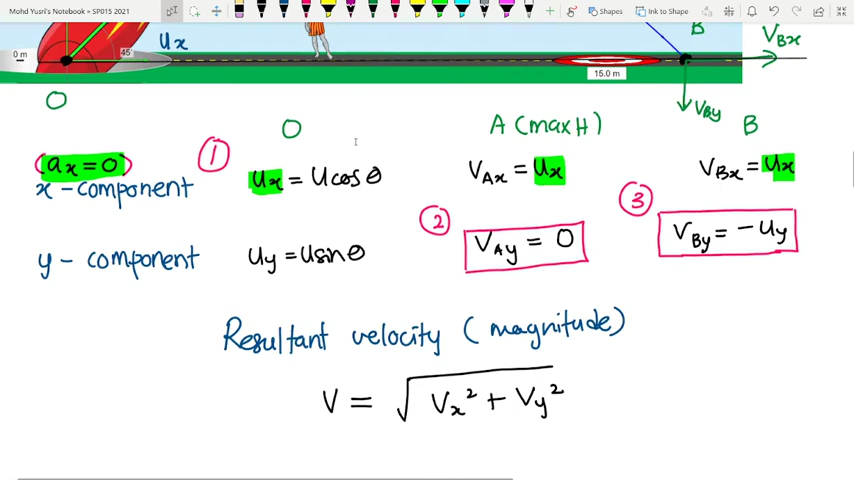 Mohd Yusri's Notebook » SP015 2021
Shapes
Ink to Shape
0 m
45°
Ux
B
VBx
15.0 m
O
VBy
O
A (max H)
B
(ax = 0)
①
x - component
ux = Ucosθ
VAx = Ux
VBx = Ux
②
③
y - component
Uy = Usinθ
VAy = 0
VBy = - Uy
Resultant velocity (magnitude)
V = √Vx² + Vy²